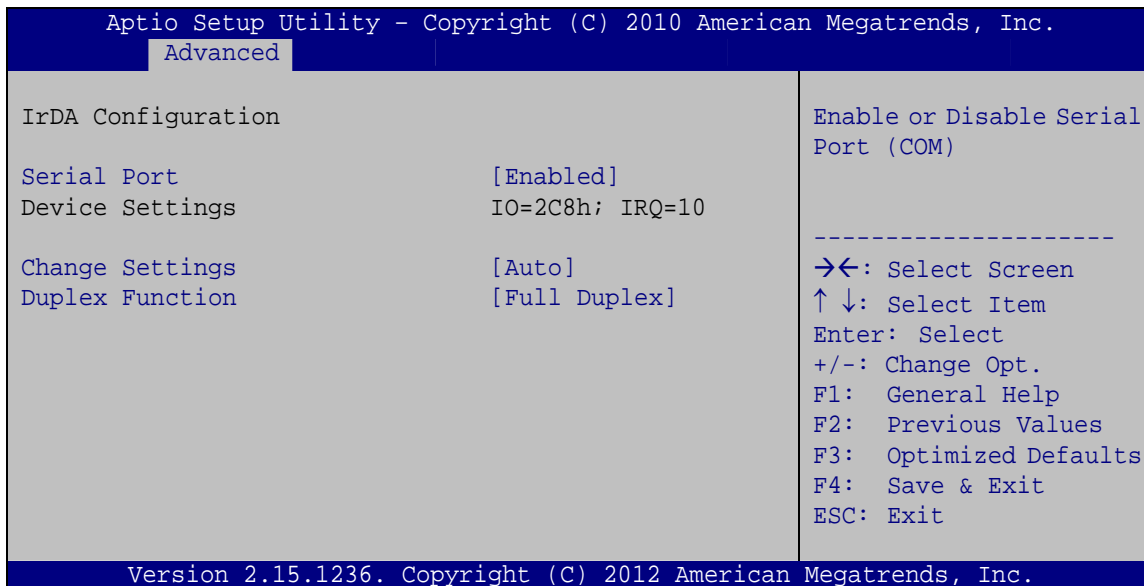 Aptio Setup Utility – Copyright (C) 2010 American Megatrends, Inc.
Advanced
IrDA Configuration
Serial Port [Enabled]
Device Settings IO=2C8h; IRQ=10
Change Settings [Auto]
Duplex Function [Full Duplex]
Enable or Disable Serial
Port (COM)
---------------------
→←: Select Screen
↑ ↓: Select Item
Enter: Select
+/-: Change Opt.
F1: General Help
F2: Previous Values
F3: Optimized Defaults
F4: Save & Exit
ESC: Exit
Version 2.15.1236. Copyright (C) 2012 American Megatrends, Inc.